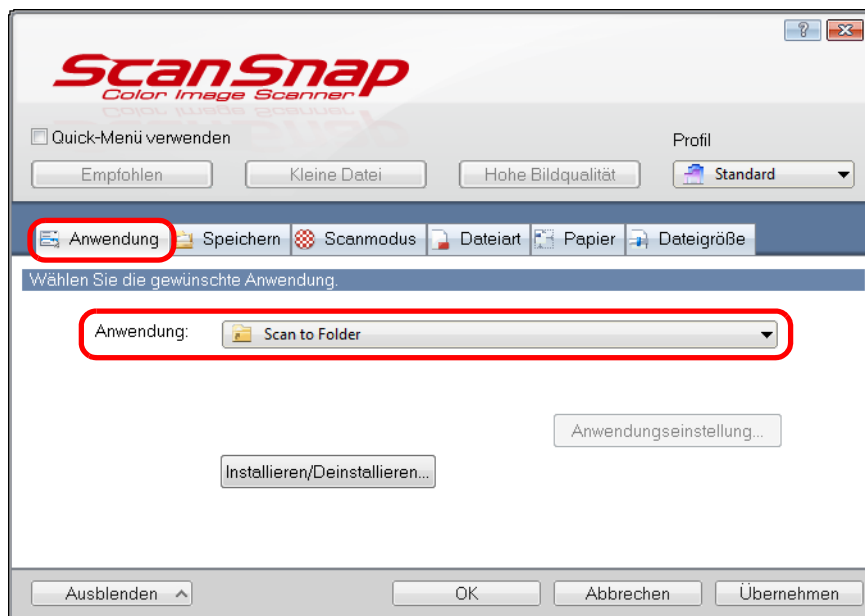 ScanSnap
Color Image Scanner
Quick-Menü verwenden
Profil
Empfohlen Kleine Datei Hohe Bildqualität Standard
Anwendung Speichern Scanmodus Dateiart Papier Dateigröße
Wählen Sie die gewünschte Anwendung.
Anwendung: Scan to Folder
Anwendungseinstellung...
Installieren/Deinstallieren...
Ausblenden OK Abbrechen Übernehmen